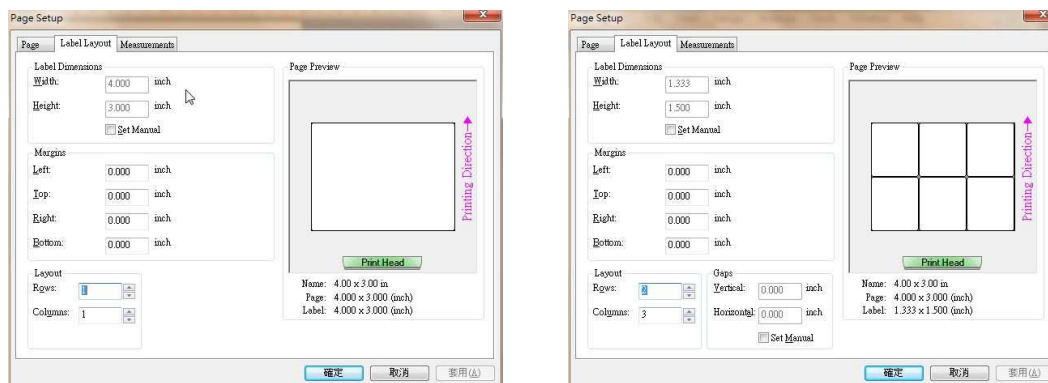 Page Setup
Page Label Layout Measurements
Label Dimensions
Width: 4.000 inch
Height: 3.000 inch
Set Manual
Margins
Left: 0.000 inch
Top: 0.000 inch
Right: 0.000 inch
Bottom: 0.000 inch
Layout
Rows: 1
Columns: 1
Page Preview
Printing Direction
Print Head
Name: 4.00 x 3.00 in
Page: 4.000 x 3.000 (inch)
Label: 4.000 x 3.000 (inch)
確定 取消 套用(A)
Page Setup
Page Label Layout Measurements
Label Dimensions
Width: 1.333 inch
Height: 1.500 inch
Set Manual
Margins
Left: 0.000 inch
Top: 0.000 inch
Right: 0.000 inch
Bottom: 0.000 inch
Layout
Rows: 2
Columns: 3
Gaps
Vertical: 0.000 inch
Horizontal: 0.000 inch
Set Manual
Page Preview
Printing Direction
Print Head
Name: 4.00 x 3.00 in
Page: 4.000 x 3.000 (inch)
Label: 1.333 x 1.500 (inch)
確定 取消 套用(A)